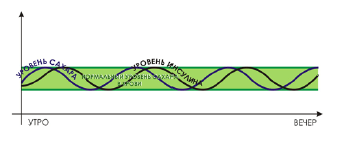 УРОВЕНЬ САХАРА
УРОВЕНЬ ИНСУЛИНА
НОРМАЛЬНЫЙ УРОВЕНЬ САХАРА
В КРОВИ
УТРО
ВЕЧЕР